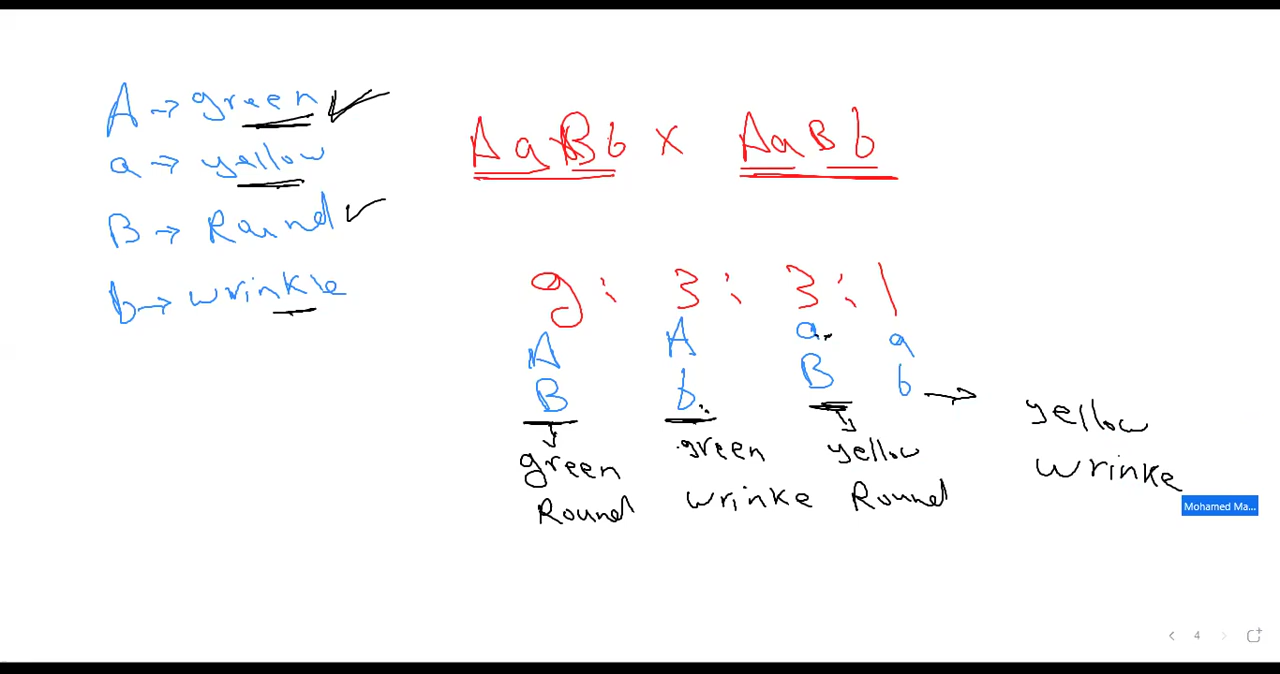 A → green ✓
a → yellow
B → Round ✓
b → wrinkle
AaBb x AaBb
9 : 3 : 3 : 1
A A a a
B b B b →
green green yellow yellow
Round wrinke Round wrinke
Mohamed Ma...
< 4 >